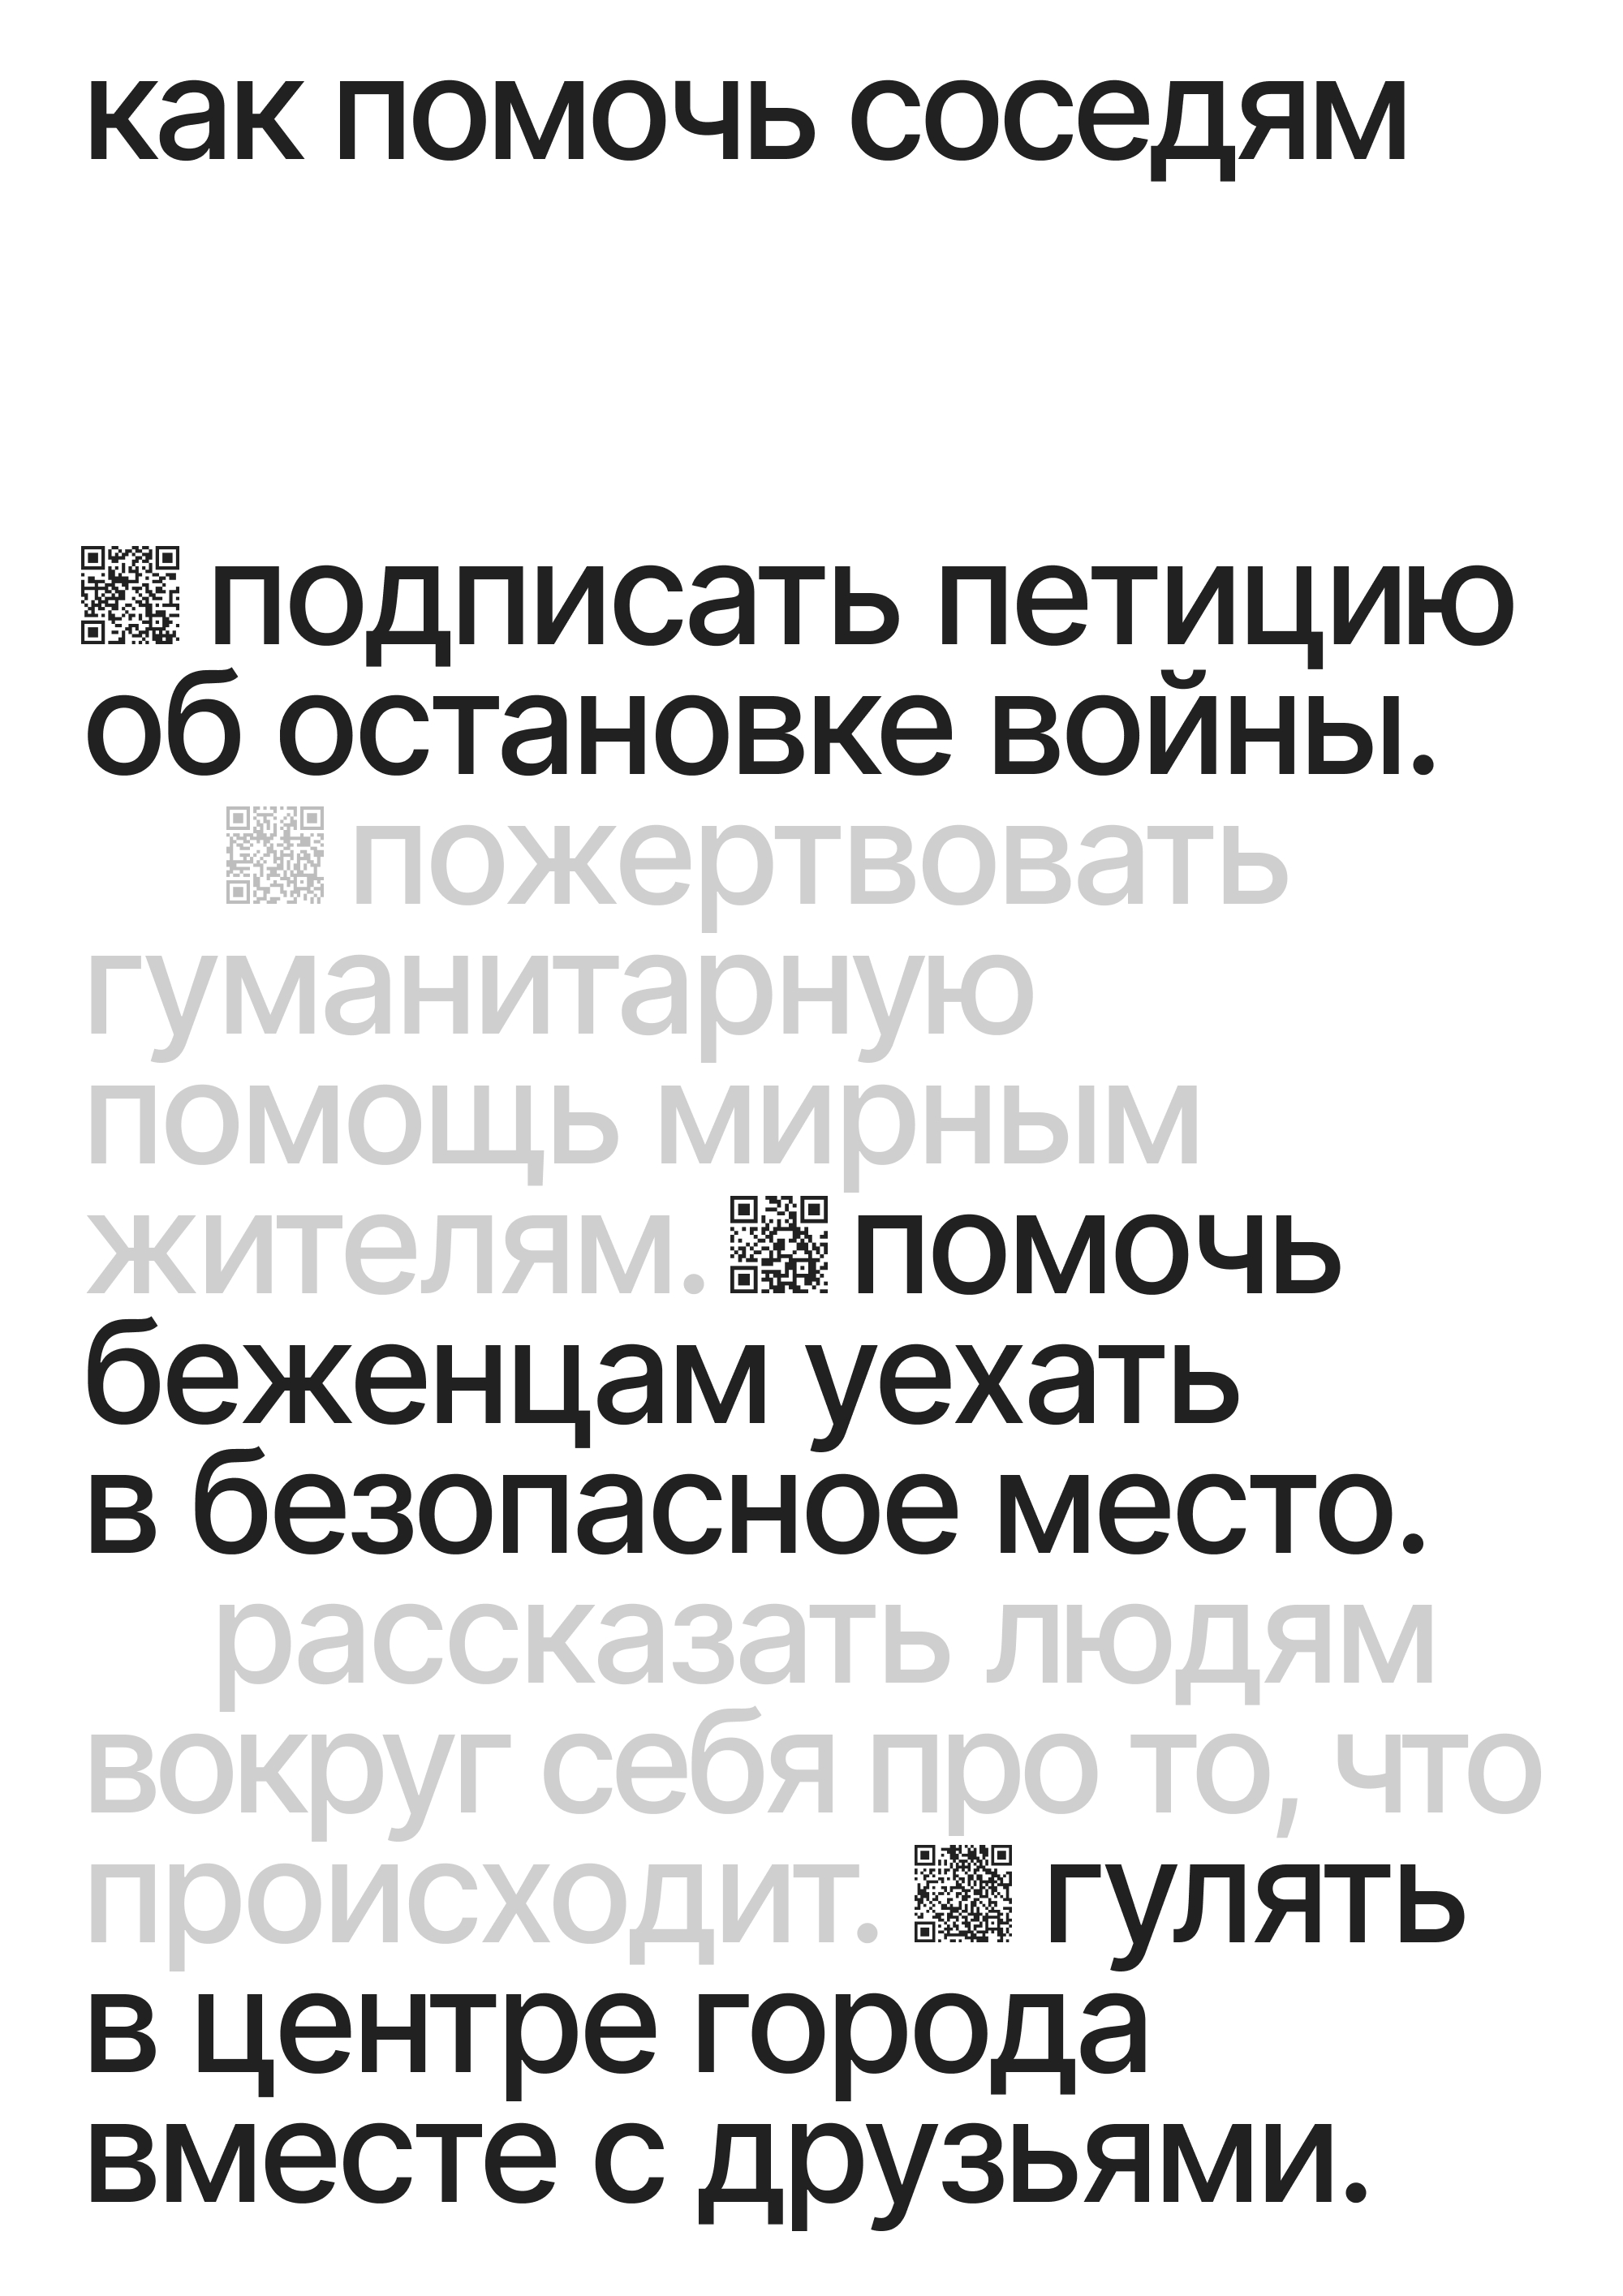 как помочь соседям
подписать петицию
об остановке войны.
пожертвовать
гуманитарную
помощь мирным
жителям. помочь
беженцам уехать
в безопасное место.
рассказать людям
вокруг себя про то, что
происходит. гулять
в центре города
вместе с друзьями.